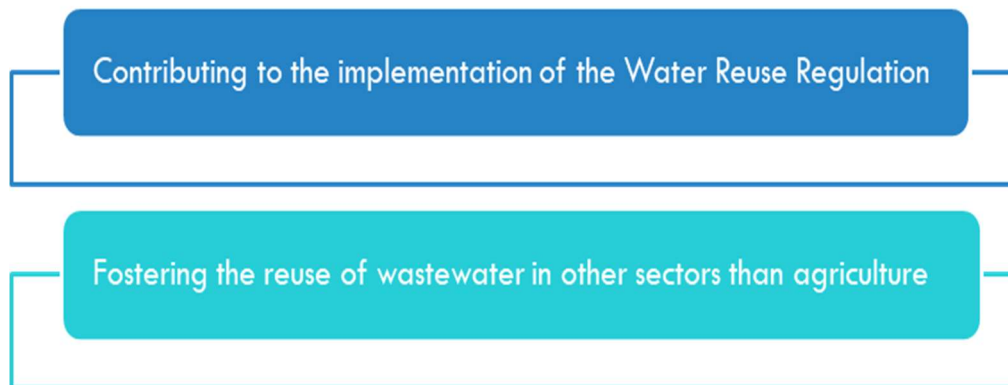 Contributing to the implementation of the Water Reuse Regulation
Fostering the reuse of wastewater in other sectors than agriculture